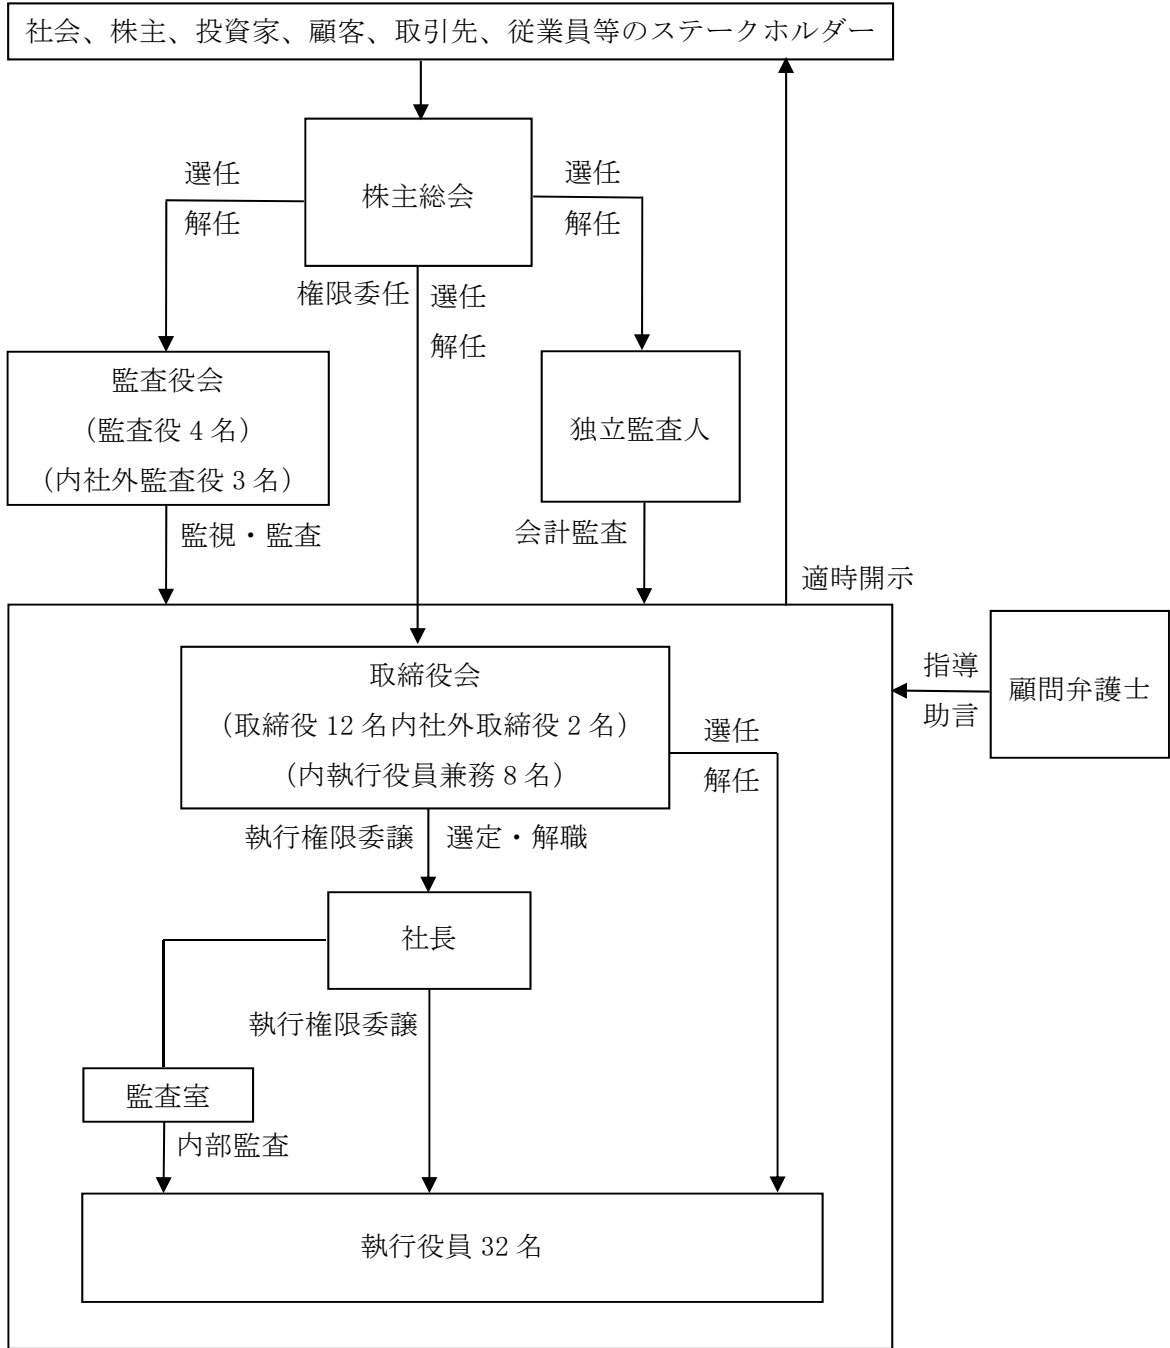 社会、株主、投資家、顧客、取引先、従業員等のステークホルダー
株主総会
選任
解任
選任
解任
権限委任
選任
解任
監査役会
(監査役 4 名)
(内社外監査役 3 名)
独立監査人
監視・監査
会計監査
適時開示
取締役会
(取締役 12 名内社外取締役 2 名)
(内執行役員兼務 8 名)
指導
助言
顧問弁護士
選任
解任
執行権限委譲
選定・解職
社長
執行権限委譲
監査室
内部監査
執行役員 32 名